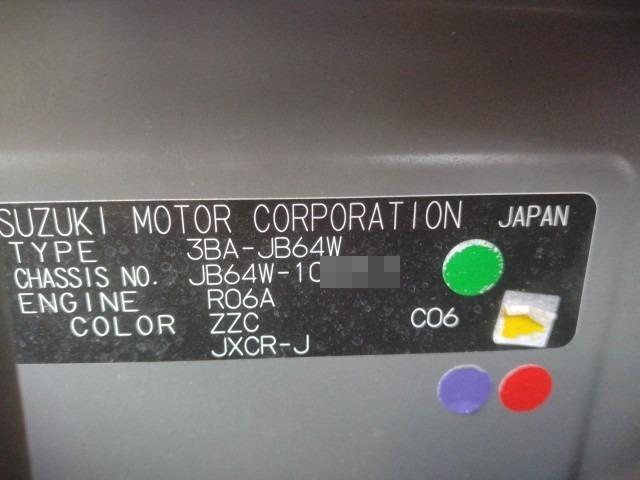 SUZUKI MOTOR CORPORATION JAPAN
TYPE 3BA-JB64W
CHASSIS NO. JB64W-10
ENGINE R06A
COLOR ZZC C06
JXCR-J